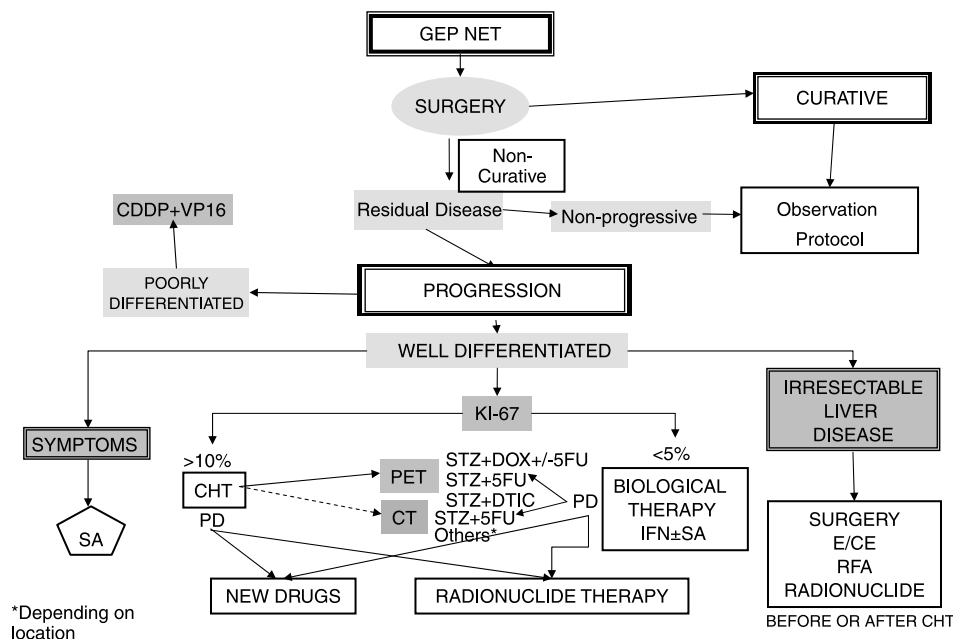 GEP NET
SURGERY
CURATIVE
Non-
Curative
CDDP+VP16
Residual Disease
Non-progressive
Observation
Protocol
POORLY
DIFFERENTIATED
PROGRESSION
WELL DIFFERENTIATED
IRRESECTABLE
LIVER
DISEASE
KI-67
SYMPTOMS
>10%
<5%
CHT
PET
STZ+DOX+/-5FU
STZ+5FU
STZ+DTIC
CT
STZ+5FU
Others*
PD
PD
BIOLOGICAL
THERAPY
IFN±SA
SA
SURGERY
E/CE
RFA
RADIONUCLIDE
NEW DRUGS
RADIONUCLIDE THERAPY
BEFORE OR AFTER CHT
*Depending on
location